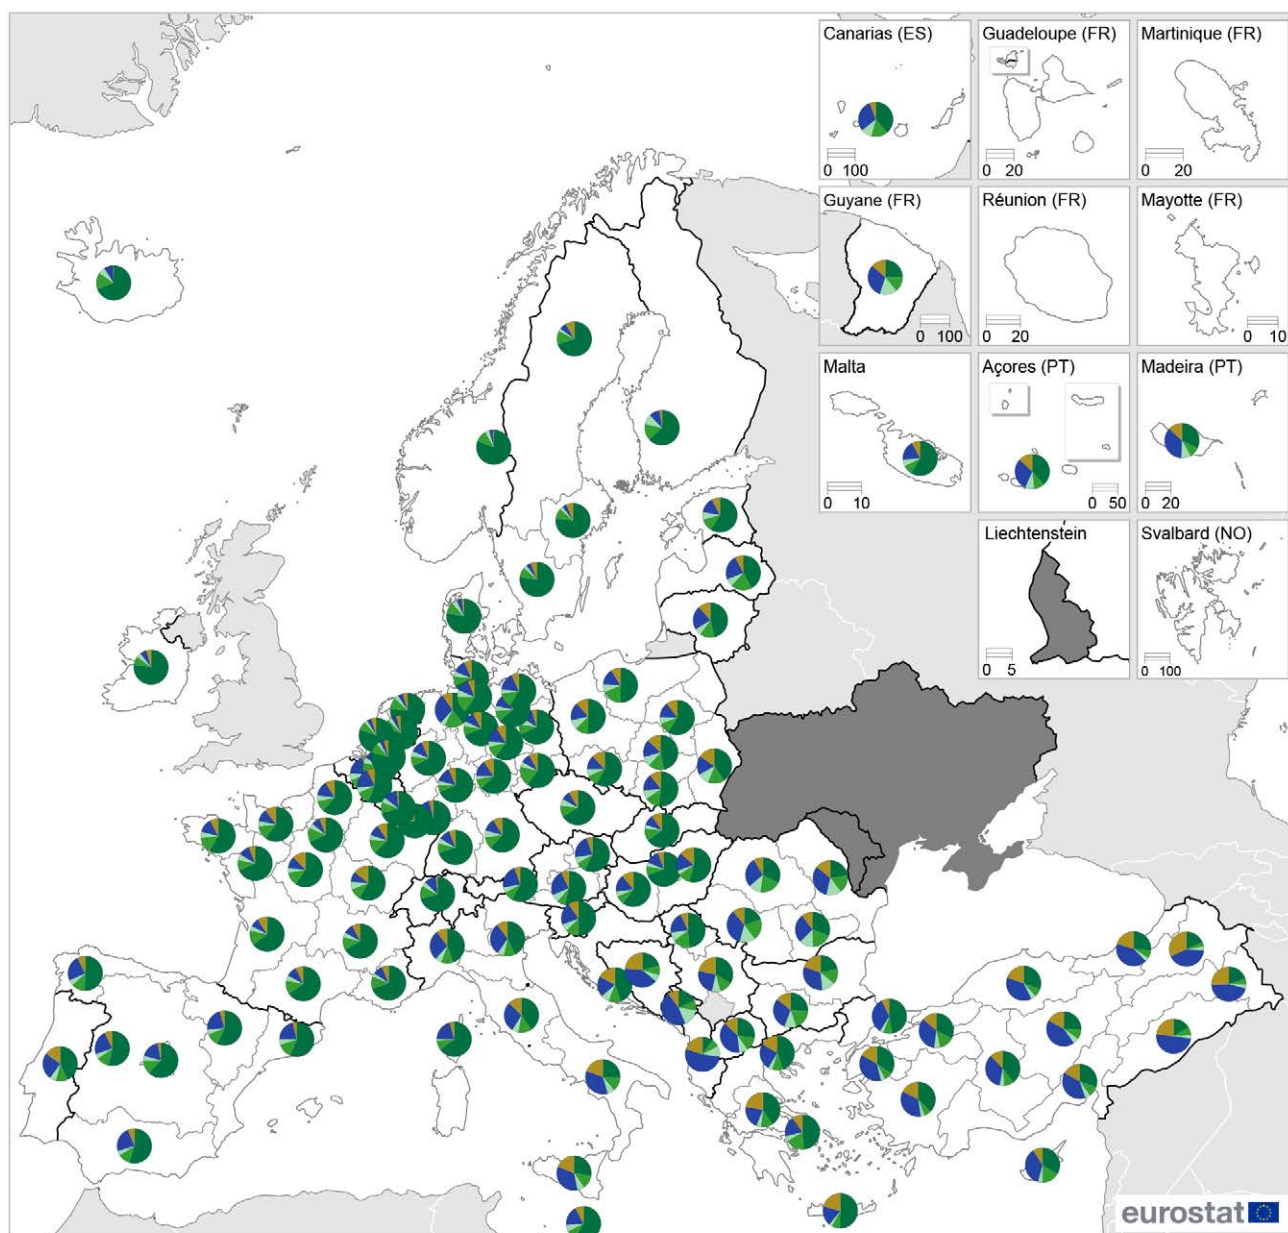 Canarias (ES)
0 100
Guadeloupe (FR)
0 20
Martinique (FR)
0 20
Guyane (FR)
0 100
Réunion (FR)
0 20
Mayotte (FR)
0 10
Malta
0 10
Açores (PT)
0 50
Madeira (PT)
0 20
Liechtenstein
0 5
Svalbard (NO)
0 100
eurostat